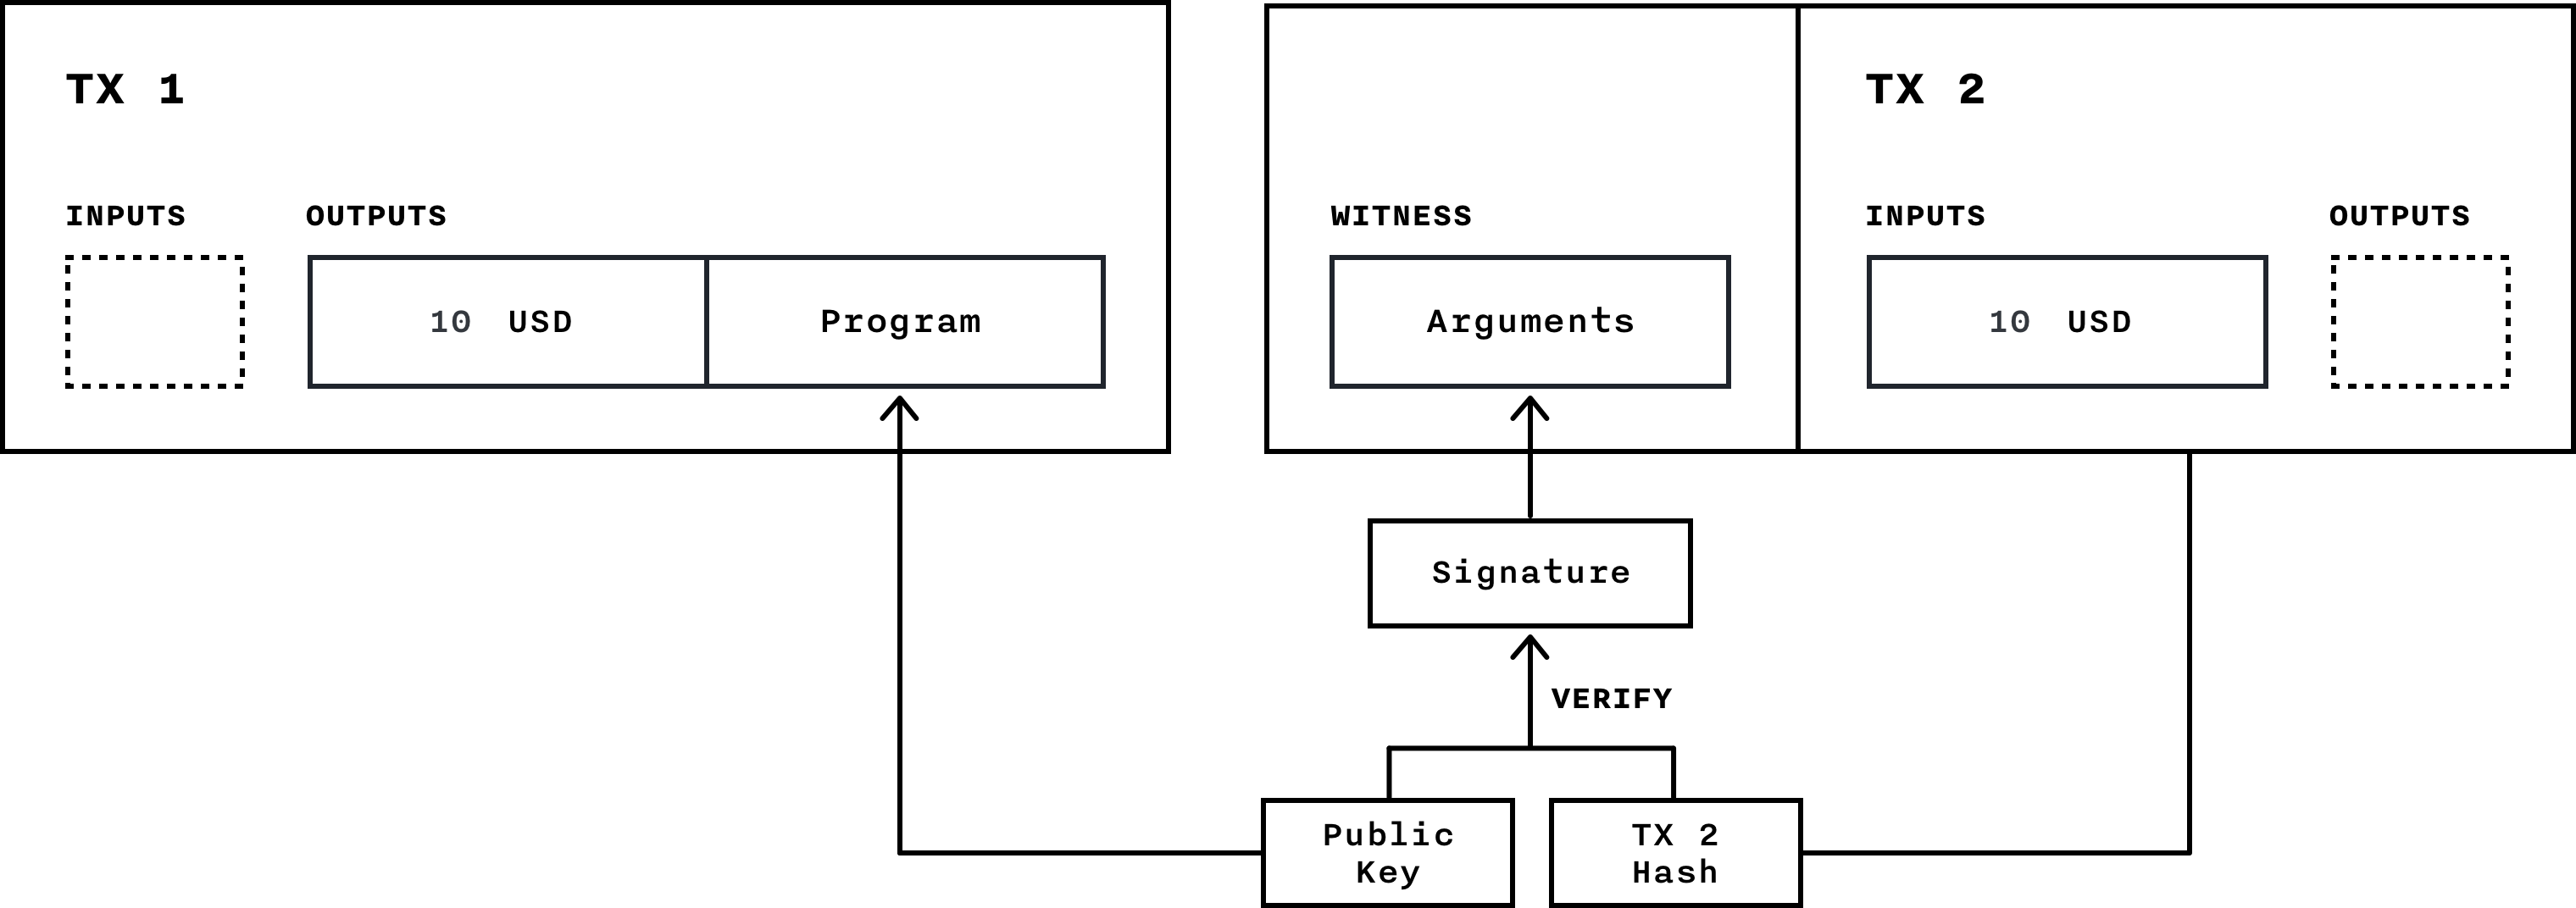 TX 1
INPUTS
OUTPUTS
10 USD
Program
WITNESS
Arguments
TX 2
INPUTS
OUTPUTS
10 USD
Signature
VERIFY
Public
Key
TX 2
Hash